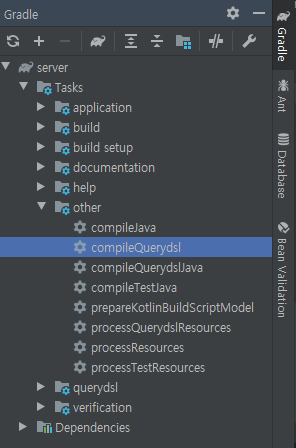 Gradle
server
Tasks
application
build
build setup
documentation
help
other
compileJava
compileQuerydsl
compileQuerydslJava
compileTestJava
prepareKotlinBuildScriptModel
processQuerydslResources
processResources
processTestResources
querydsl
verification
Dependencies
Gradle
Ant
Database
Bean Validation